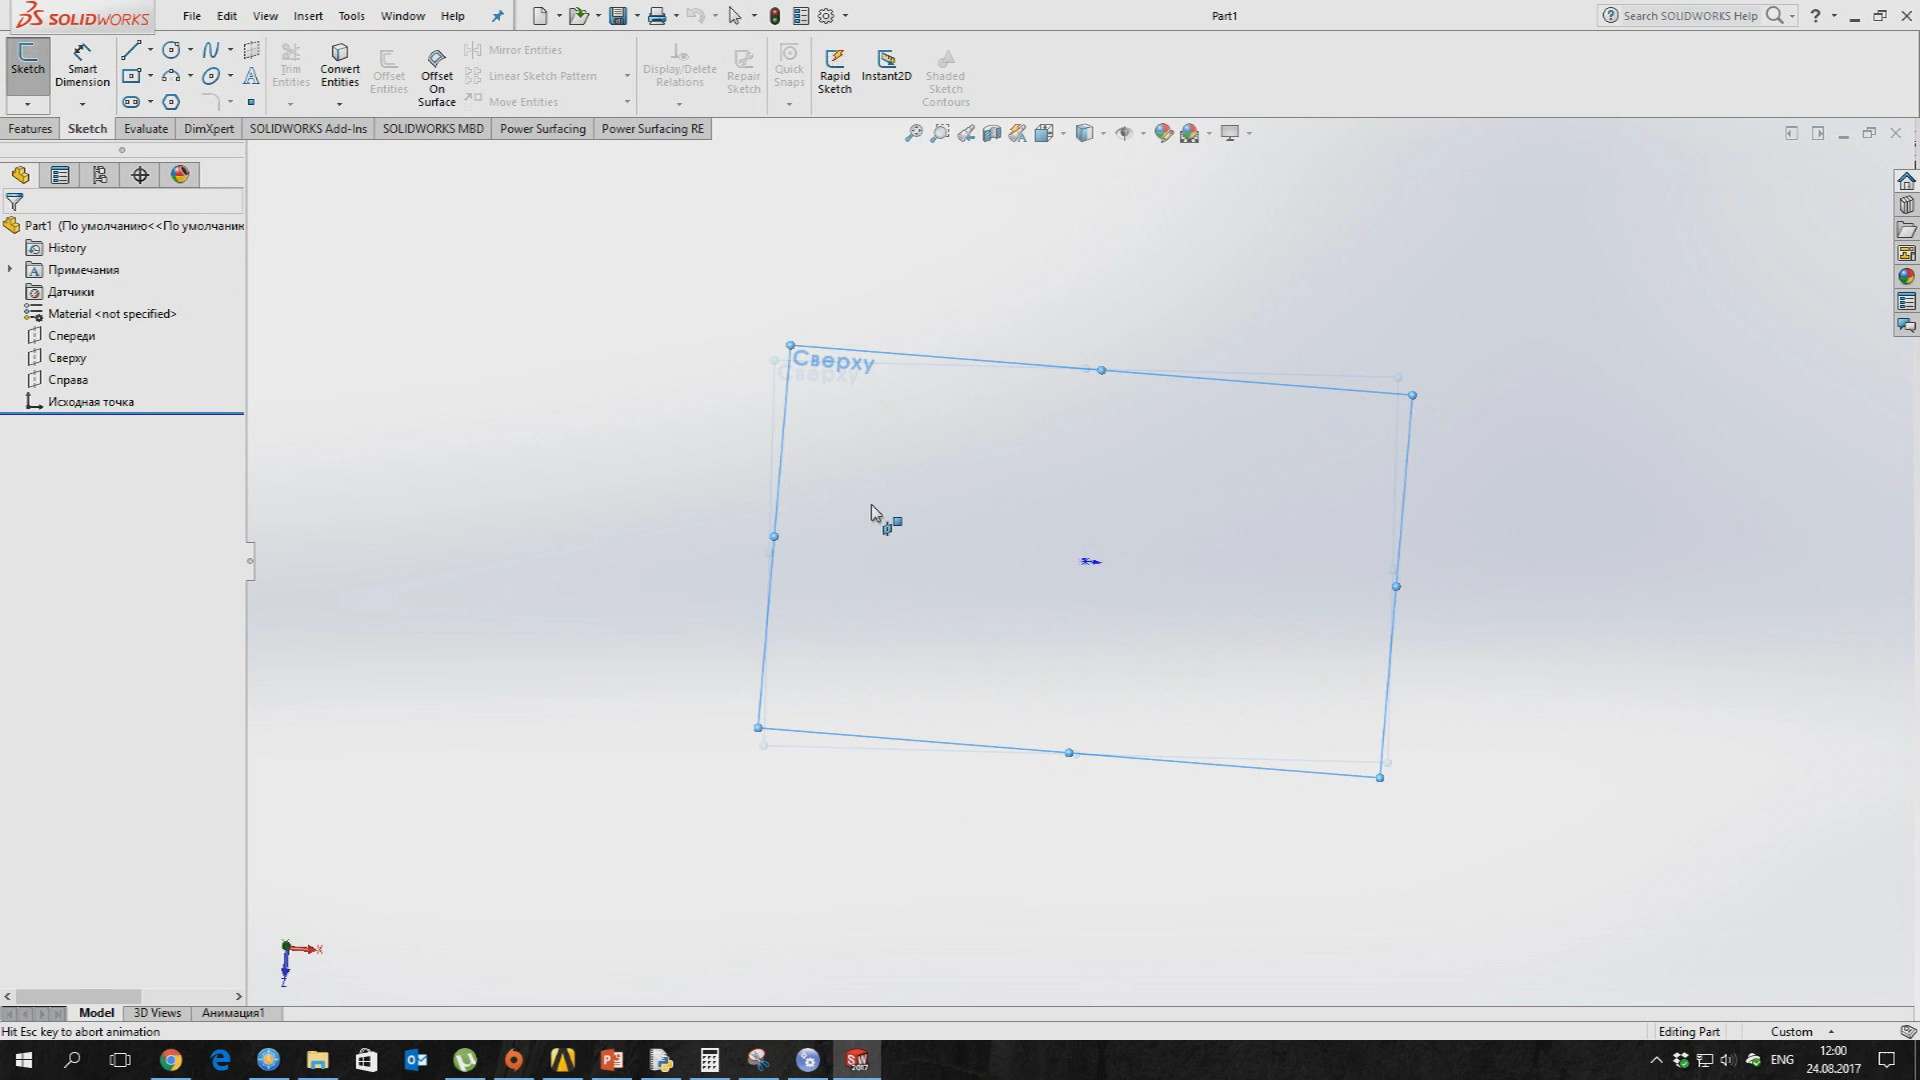 SOLIDWORKS File Edit View Insert Tools Window Help Part1 Search SOLIDWORKS Help ?
Sketch Smart Dimension Trim Entities Convert Entities Offset Entities Offset On Surface Mirror Entities Display/Delete Relations Repair Sketch Quick Snaps Rapid Sketch Instant2D Shaded Sketch Contours
Linear Sketch Pattern
Move Entities
Features Sketch Evaluate DimXpert SOLIDWORKS Add-Ins SOLIDWORKS MBD Power Surfacing Power Surfacing RE
Part1 (По умолчанию<<По умолчанию
History
Примечания
Датчики
Material <not specified>
Спереди
Сверху
Справа
Исходная точка
Сверху
Сверху
X
Z
Model 3D Views Анимация1
Hit Esc key to abort animation Editing Part Custom
ENG 12:00
24.08.2017